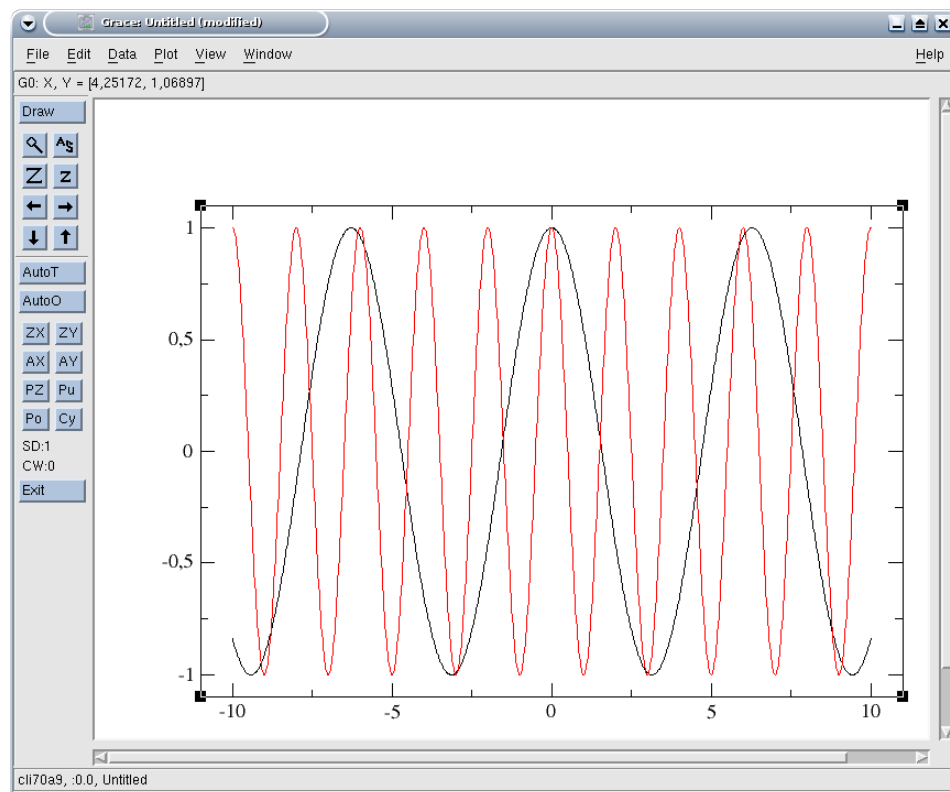 Grace: Untitled (modified)
File Edit Data Plot View Window Help
G0: X, Y = [4,25172, 1,06897]
Draw
A S
Z z
AutoT
AutoO
ZX ZY
AX AY
PZ Pu
Po Cy
SD:1
CW:0
Exit
1
0,5
0
-0,5
-1
-10 -5 0 5 10
cli70a9, :0.0, Untitled